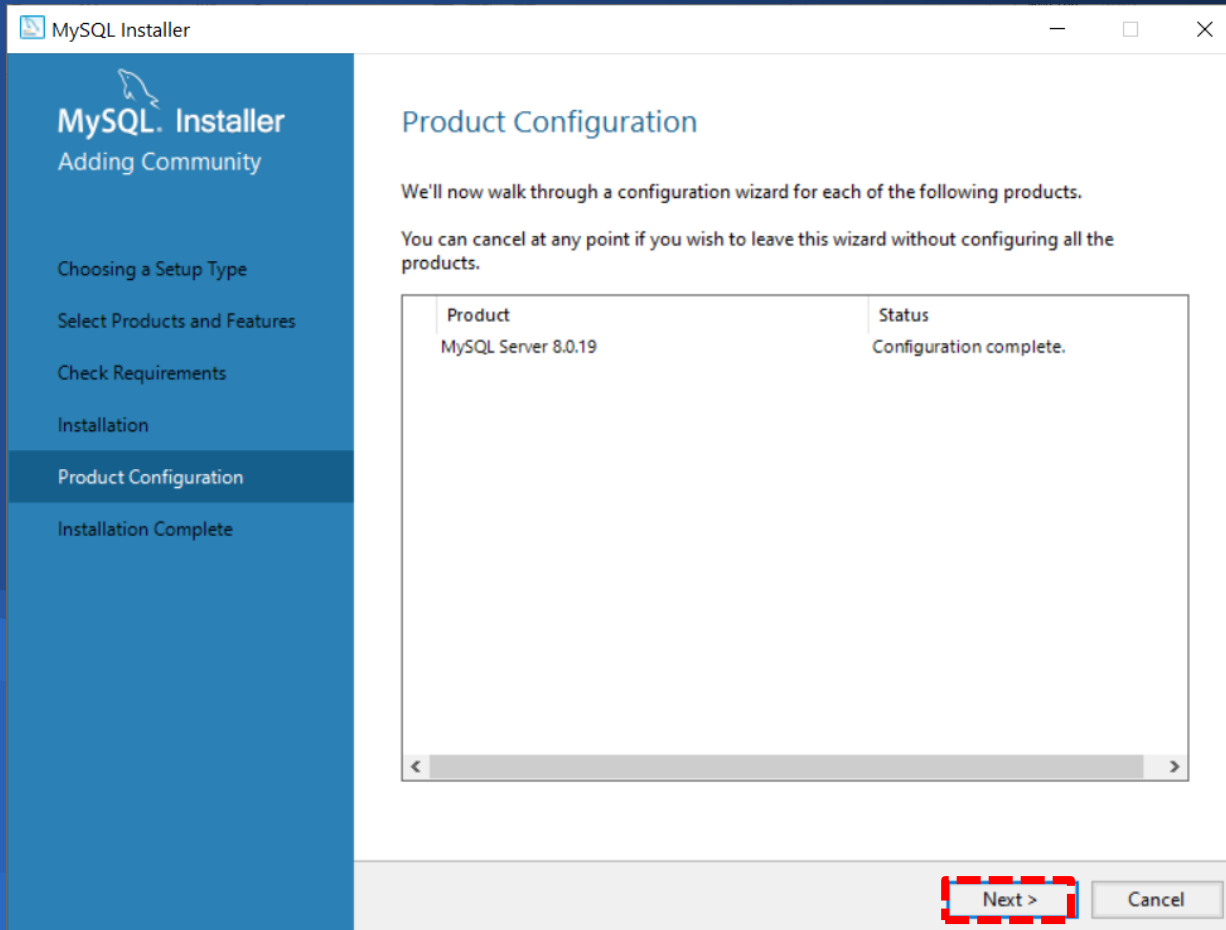 MySQL Installer
MySQL. Installer
Adding Community
Choosing a Setup Type
Select Products and Features
Check Requirements
Installation
Product Configuration
Installation Complete
Product Configuration
We'll now walk through a configuration wizard for each of the following products.
You can cancel at any point if you wish to leave this wizard without configuring all the
products.
Product Status
MySQL Server 8.0.19 Configuration complete.
Next > Cancel